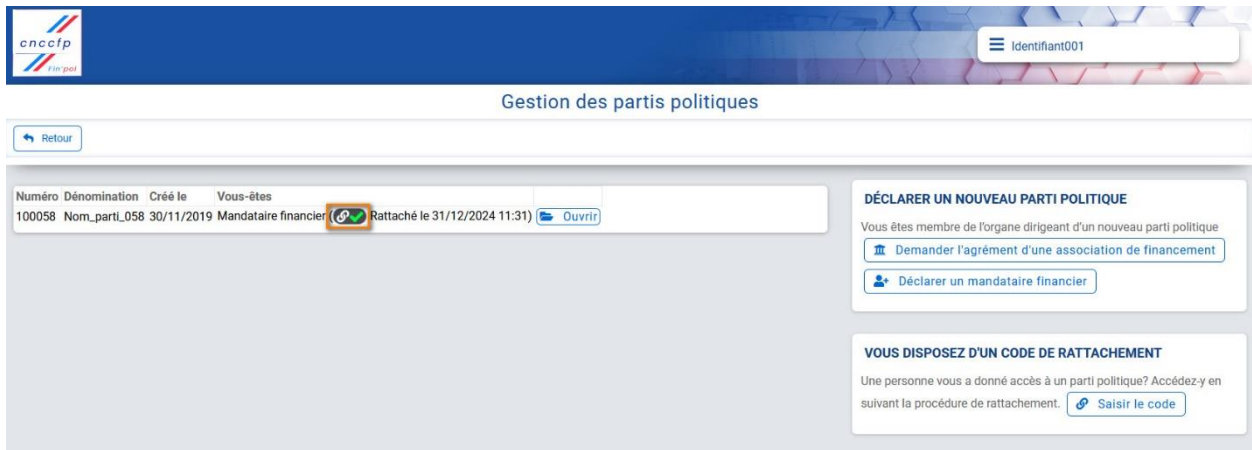 cnccfp
Fin'pol
Identifiant001
Gestion des partis politiques
Retour
Numéro Dénomination Créé le Vous-êtes
100058 Nom_parti_058 30/11/2019 Mandataire financier ( Rattaché le 31/12/2024 11:31) Ouvrir
DÉCLARER UN NOUVEAU PARTI POLITIQUE
Vous êtes membre de l'organe dirigeant d'un nouveau parti politique
Demander l'agrément d'une association de financement
Déclarer un mandataire financier
VOUS DISPOSEZ D'UN CODE DE RATTACHEMENT
Une personne vous a donné accès à un parti politique? Accédez-y en
suivant la procédure de rattachement. Saisir le code